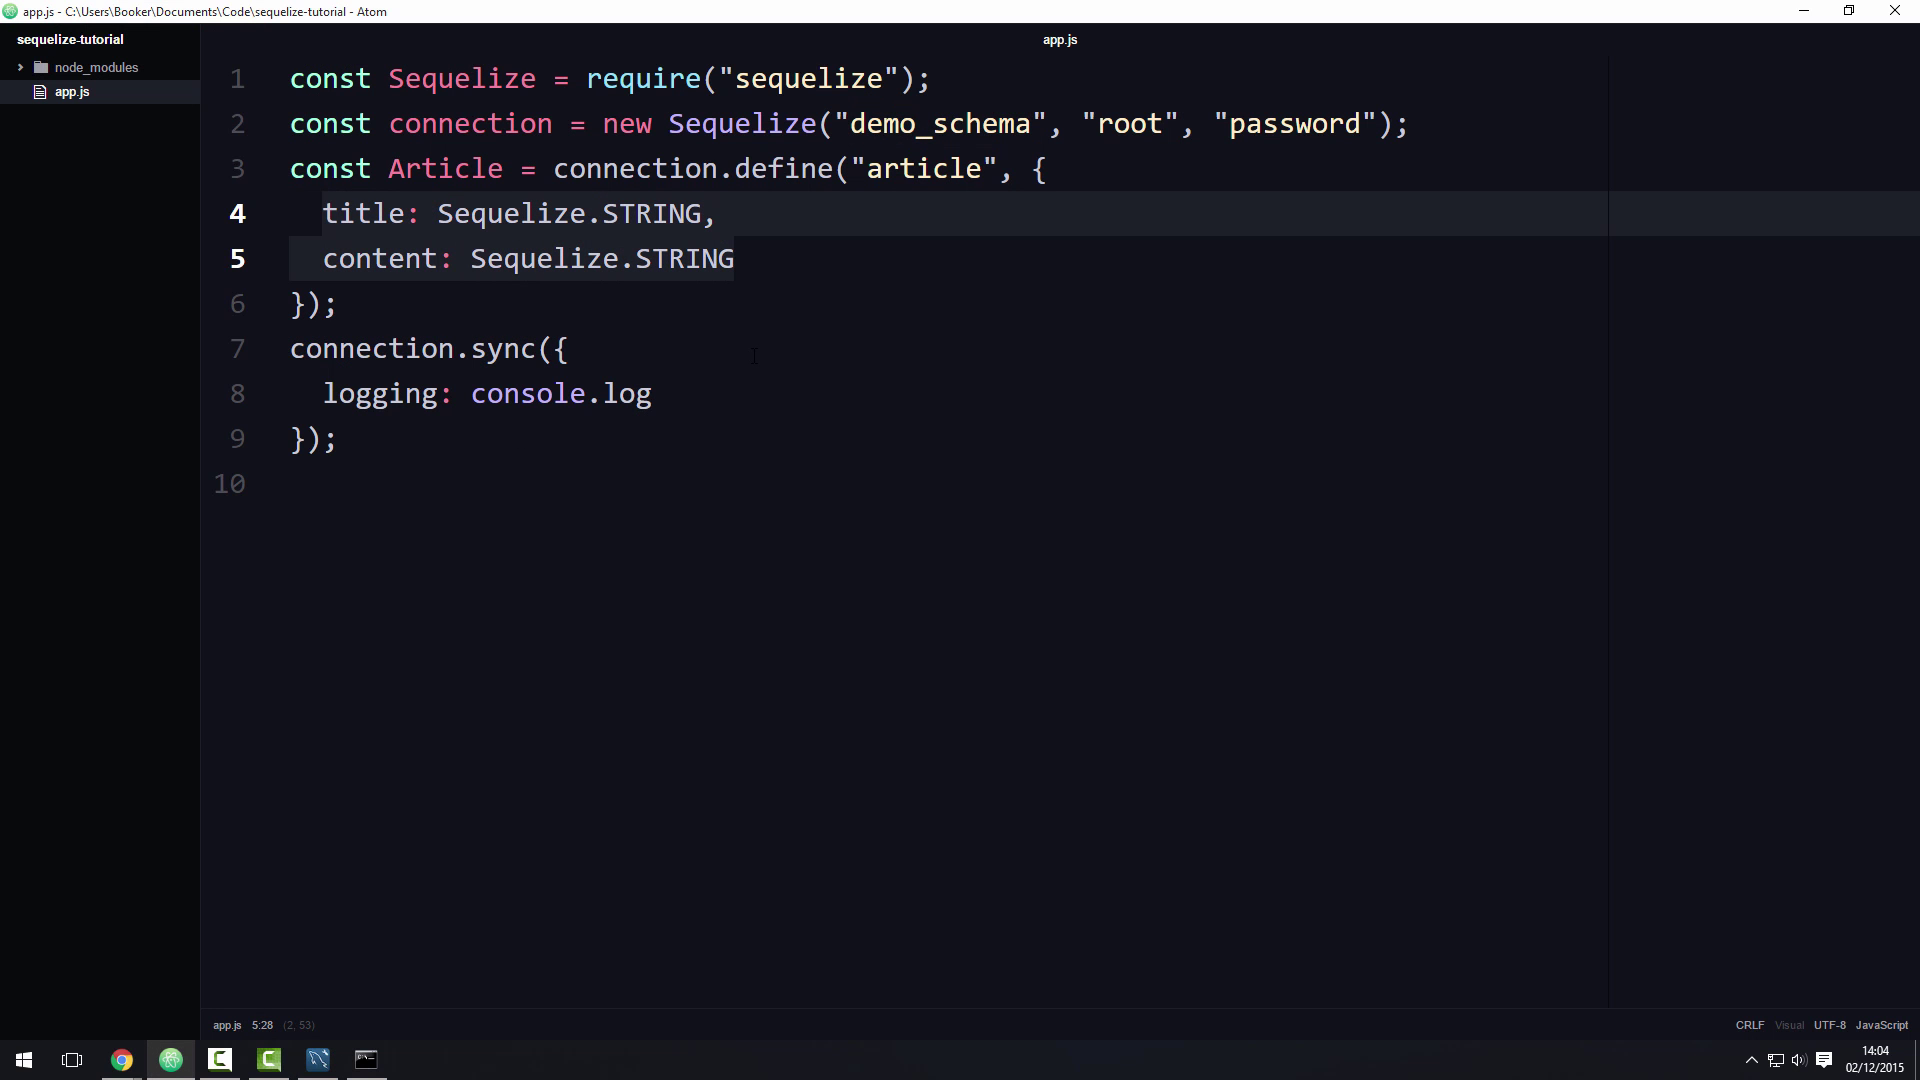 app.js - C:\Users\Booker\Documents\Code\sequelize-tutorial - Atom
sequelize-tutorial
node_modules
app.js
app.js
1 const Sequelize = require("sequelize");
2 const connection = new Sequelize("demo_schema", "root", "password");
3 const Article = connection.define("article", {
4   title: Sequelize.STRING,
5   content: Sequelize.STRING
6 });
7 connection.sync({
8   logging: console.log
9 });
10
app.js 5:28 (2, 53)
CRLF Visual UTF-8 JavaScript
14:04
02/12/2015